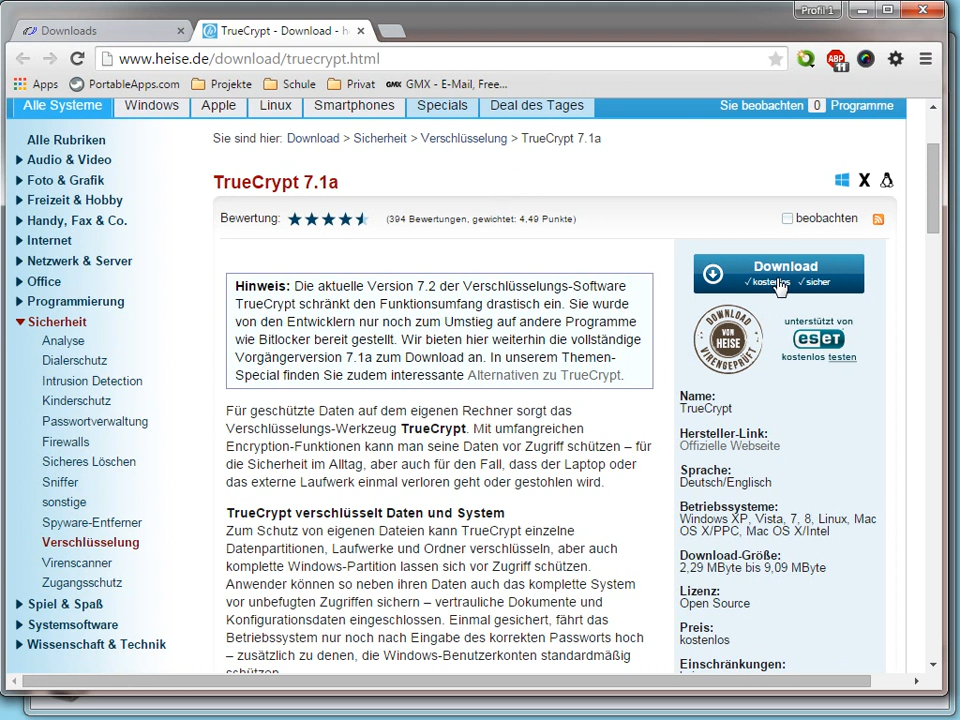 Profil 1
Downloads
TrueCrypt - Download - h
www.heise.de/download/truecrypt.html
ABP
11
Apps
PortableApps.com
Projekte
Schule
Privat
GMX GMX - E-Mail, Free...
Alle Systeme
Windows
Apple
Linux
Smartphones
Specials
Deal des Tages
Sie beobachten 0 Programme
Alle Rubriken
Audio & Video
Foto & Grafik
Freizeit & Hobby
Handy, Fax & Co.
Internet
Netzwerk & Server
Office
Programmierung
Sicherheit
Analyse
Dialerschutz
Intrusion Detection
Kinderschutz
Passwortverwaltung
Firewalls
Sicheres Löschen
Sniffer
sonstige
Spyware-Entferner
Verschlüsselung
Virenscanner
Zugangsschutz
Spiel & Spaß
Systemsoftware
Wissenschaft & Technik
Sie sind hier: Download > Sicherheit > Verschlüsselung > TrueCrypt 7.1a
TrueCrypt 7.1a
Bewertung:
(394 Bewertungen, gewichtet: 4,49 Punkte)
beobachten
Hinweis: Die aktuelle Version 7.2 der Verschlüsselungs-Software
TrueCrypt schränkt den Funktionsumfang drastisch ein. Sie wurde
von den Entwicklern nur noch zum Umstieg auf andere Programme
wie Bitlocker bereit gestellt. Wir bieten hier weiterhin die vollständige
Vorgängerversion 7.1a zum Download an. In unserem Themen-
Special finden Sie zudem interessante Alternativen zu TrueCrypt.
Für geschützte Daten auf dem eigenen Rechner sorgt das
Verschlüsselungs-Werkzeug TrueCrypt. Mit umfangreichen
Encryption-Funktionen kann man seine Daten vor Zugriff schützen – für
die Sicherheit im Alltag, aber auch für den Fall, dass der Laptop oder
das externe Laufwerk einmal verloren geht oder gestohlen wird.
TrueCrypt verschlüsselt Daten und System
Zum Schutz von eigenen Dateien kann TrueCrypt einzelne
Datenpartitionen, Laufwerke und Ordner verschlüsseln, aber auch
komplette Windows-Partition lassen sich vor Zugriff schützen.
Anwender können so neben ihren Daten auch das komplette System
vor unbefugten Zugriffen sichern – vertrauliche Dokumente und
Konfigurationsdaten eingeschlossen. Einmal gesichert, fährt das
Betriebssystem nur noch nach Eingabe des korrekten Passworts hoch
– zusätzlich zu denen, die Windows-Benutzerkonten standardmäßig
schützen.
Download
✓kostenlos ✓sicher
DOWNLOAD
VON
HEISE
VIRENGEPRÜFT
unterstützt von
eseT
kostenlos testen
Name:
TrueCrypt
Hersteller-Link:
Offizielle Webseite
Sprache:
Deutsch/Englisch
Betriebssysteme:
Windows XP, Vista, 7, 8, Linux, Mac
OS X/PPC, Mac OS X/Intel
Download-Größe:
2,29 MByte bis 9,09 MByte
Lizenz:
Open Source
Preis:
kostenlos
Einschränkungen: